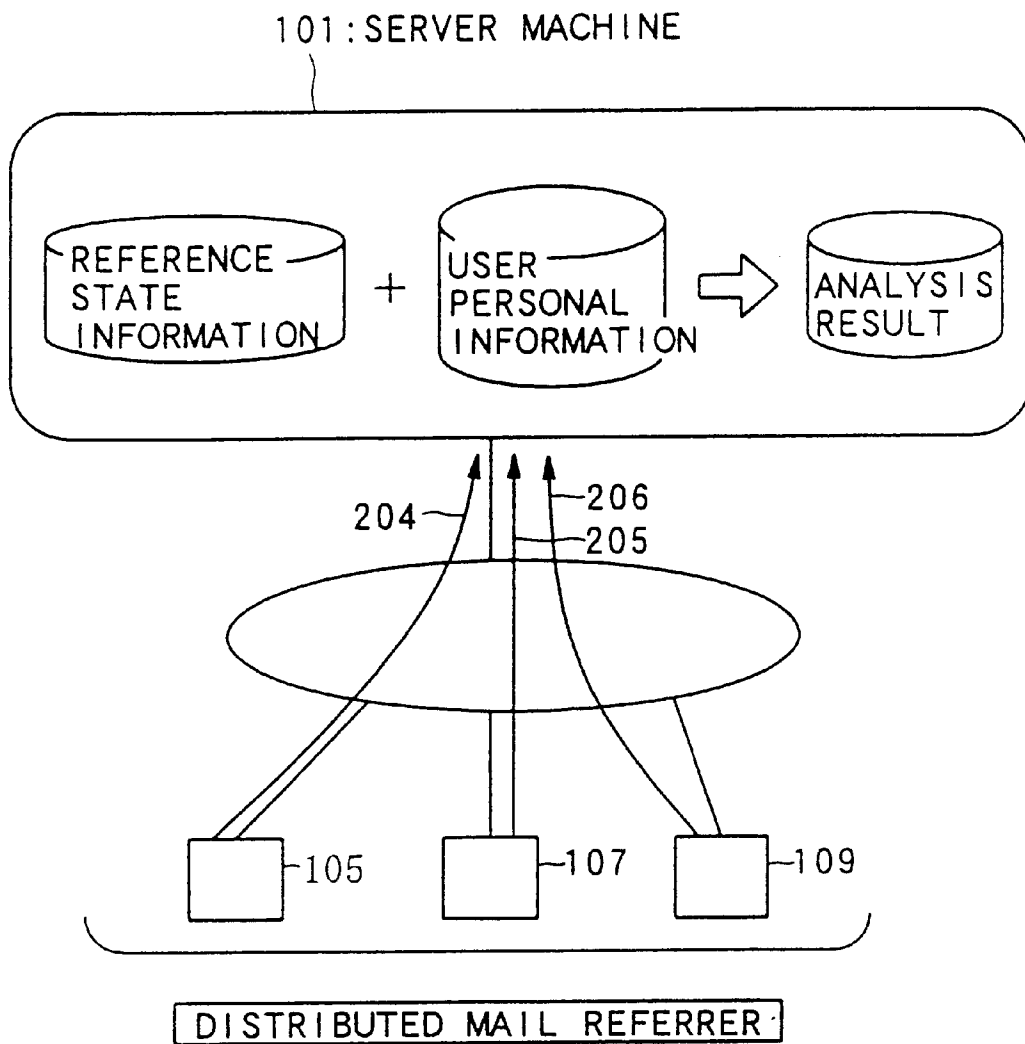 101:SERVER MACHINE
REFERENCE
STATE
INFORMATION
+
USER
PERSONAL
INFORMATION
ANALYSIS
RESULT
204
206
205
105
107
109
DISTRIBUTED MAIL REFERRER